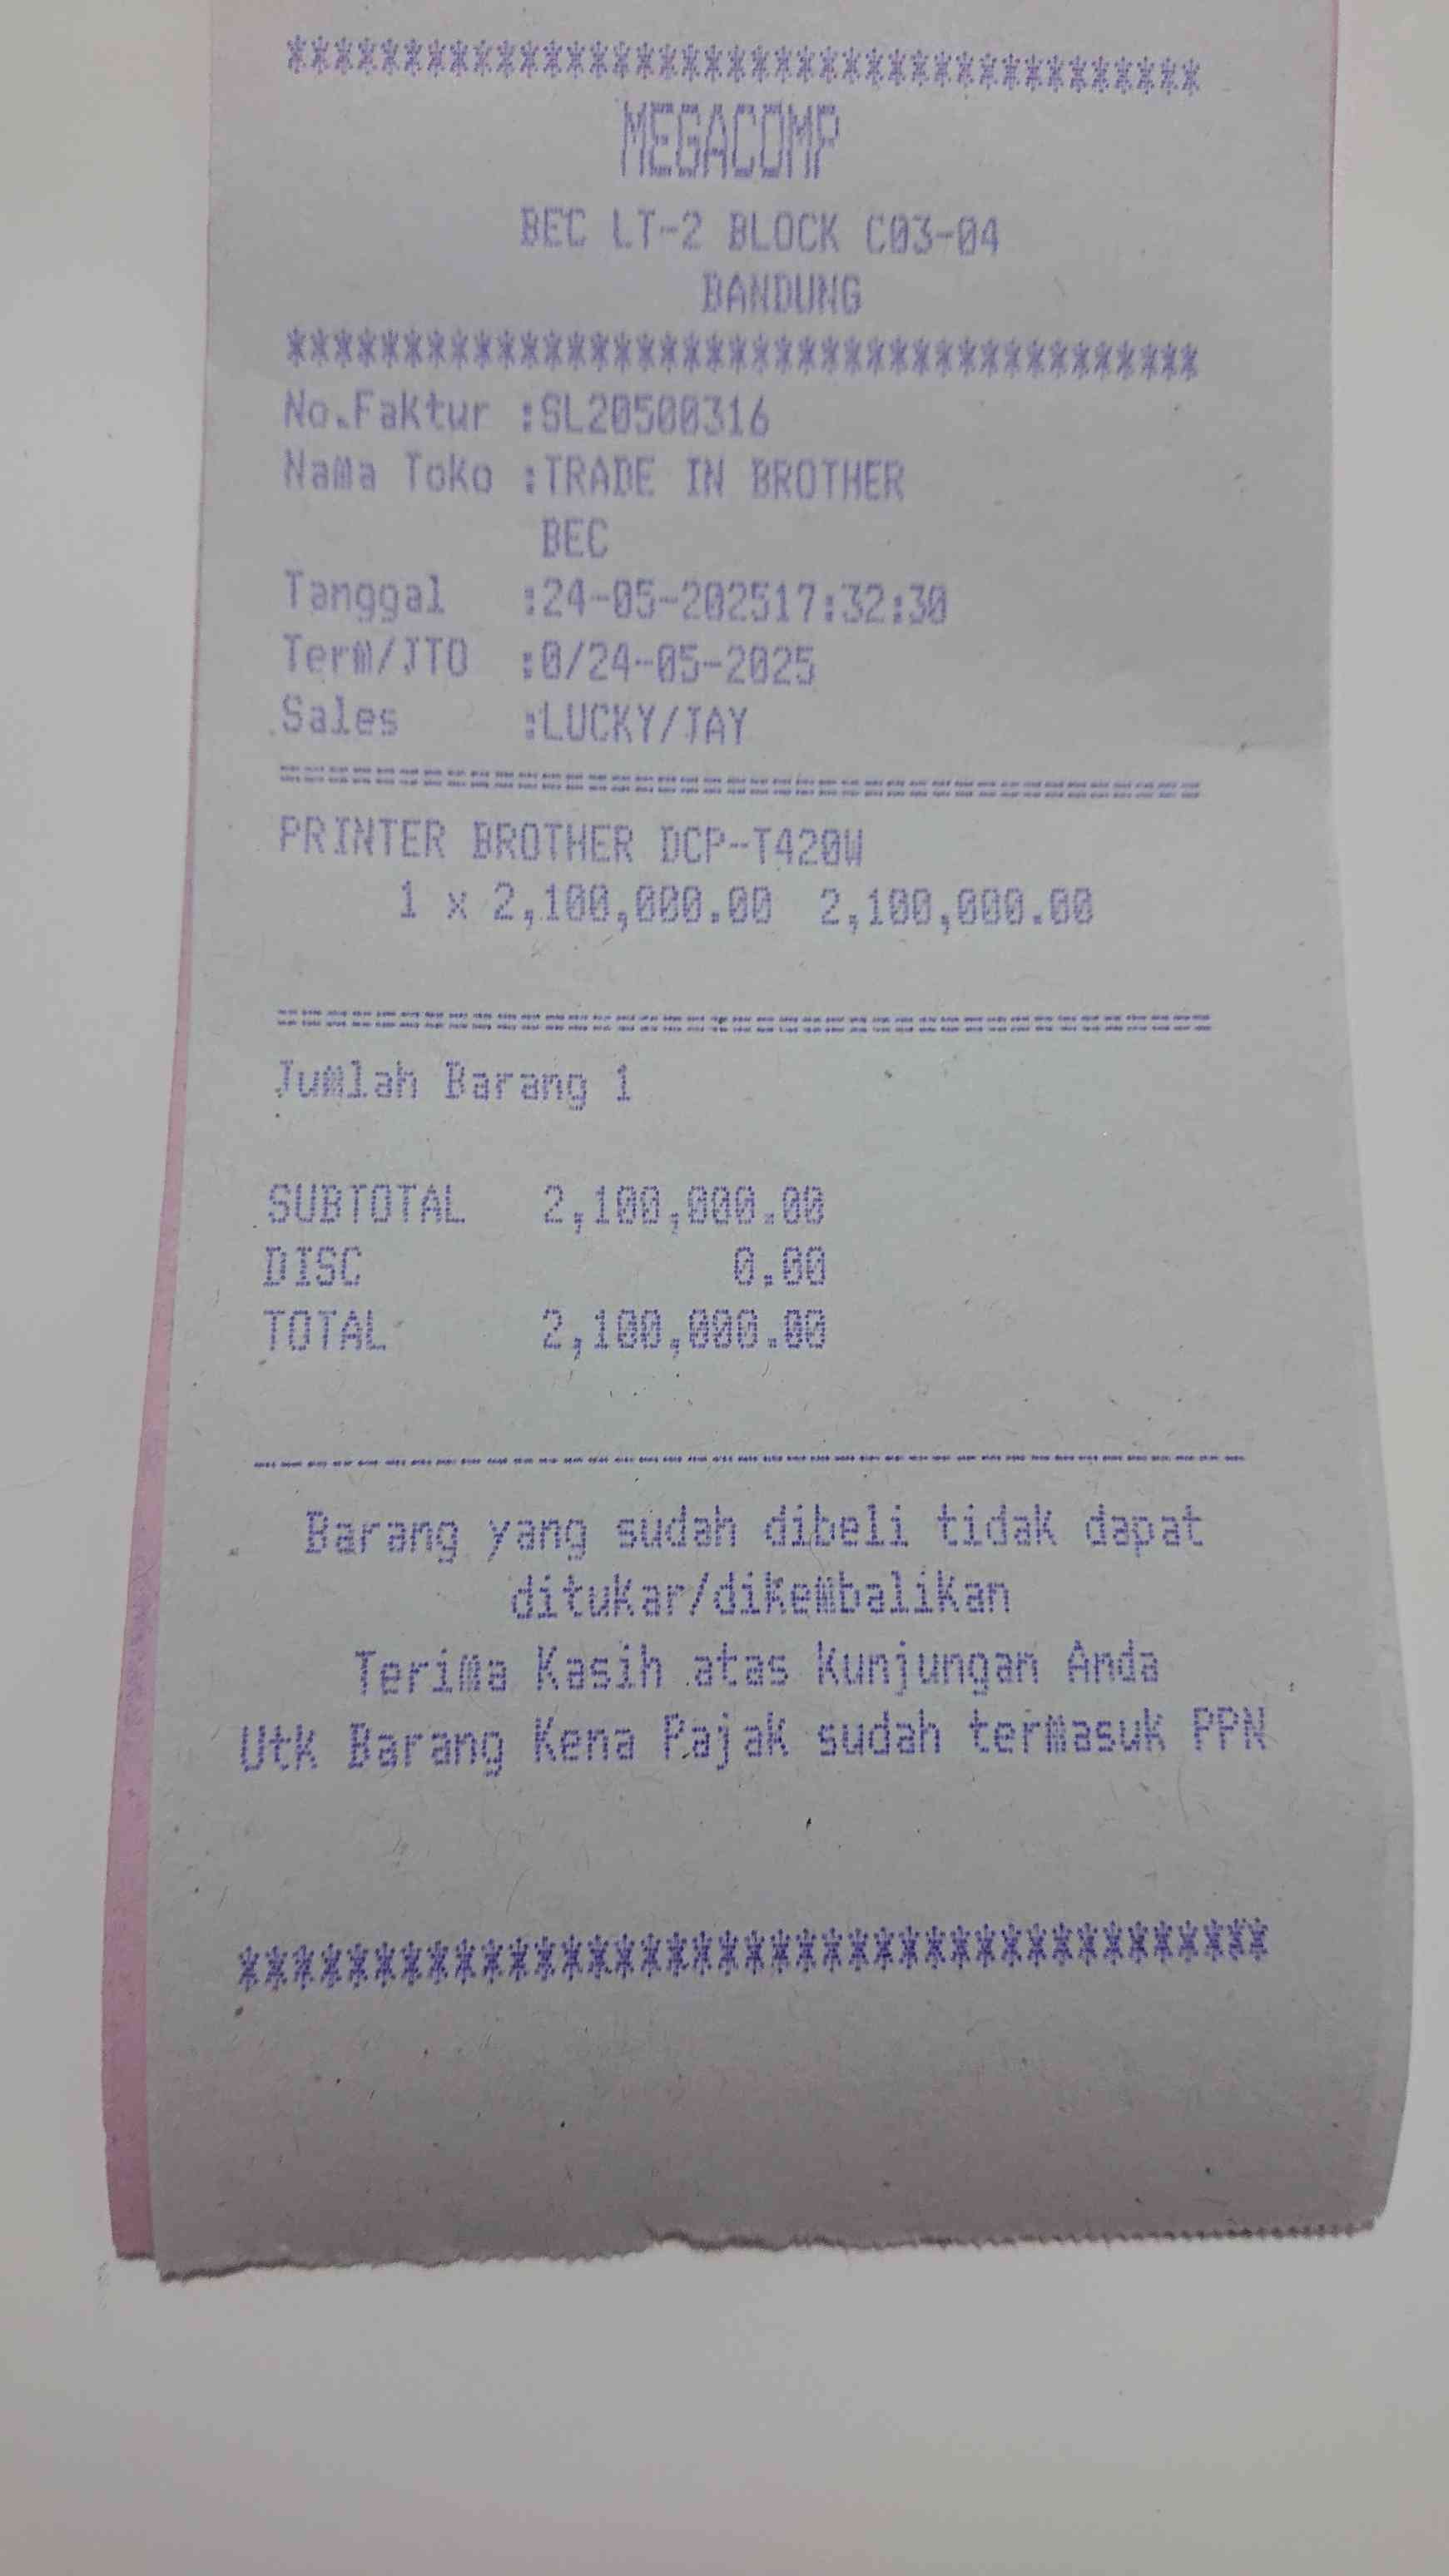 ***************************************
MEGACOMP
BEC LT-2 BLOCK C03-04
BANDUNG
***************************************
No.Faktur :SL20500316
Nama Toko :TRADE IN BROTHER
BEC
Tanggal :24-05-202517:32:30
Term/JTO :0/24-05-2025
Sales :LUCKY/JAY
=======================================
PRINTER BROTHER DCP-T420W
1 x 2,100,000.00 2,100,000.00
=======================================
Jumlah Barang 1
SUBTOTAL 2,100,000.00
DISC 0.00
TOTAL 2,100,000.00
---------------------------------------
Barang yang sudah dibeli tidak dapat
ditukar/dikembalikan
Terima Kasih atas Kunjungan Anda
Utk Barang Kena Pajak sudah termasuk PPN
***************************************